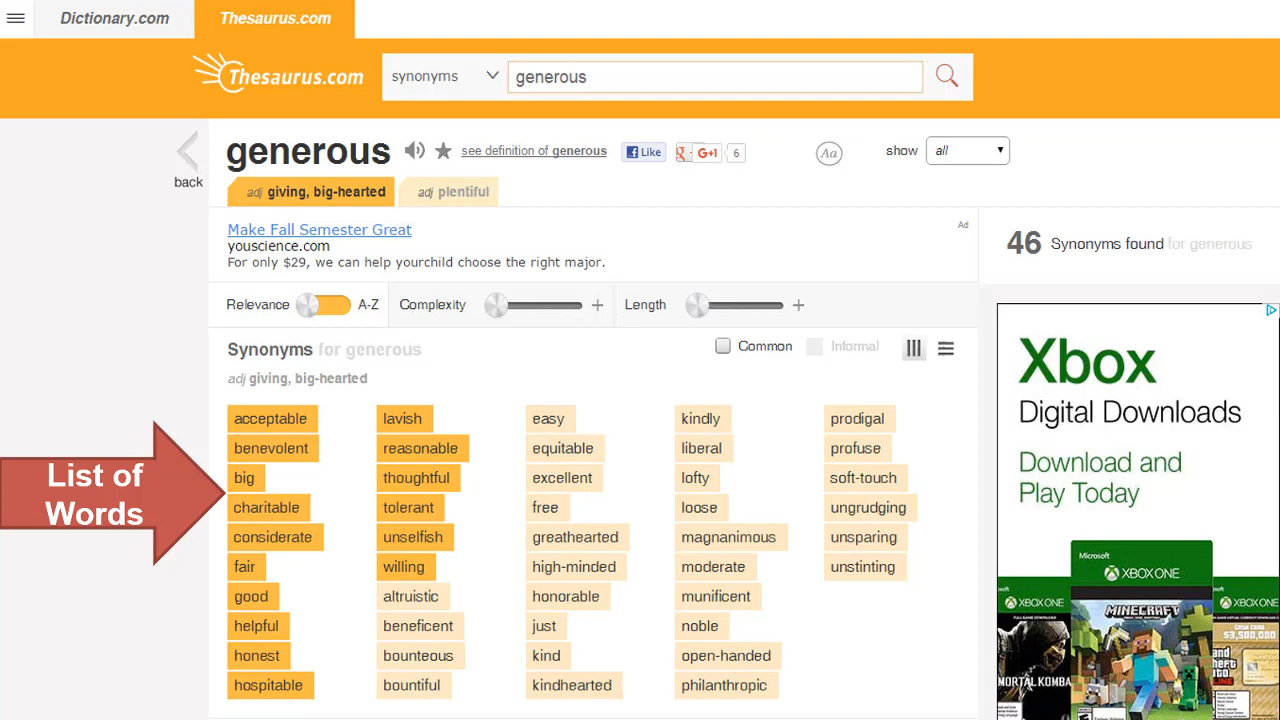 Dictionary.com
Thesaurus.com
Thesaurus.com
synonyms
generous
back
generous
see definition of generous
Like
g G+1
6
Aa
show
all
adj giving, big-hearted
adj plentiful
Make Fall Semester Great
Ad
youscience.com
For only $29, we can help yourchild choose the right major.
46 Synonyms found for generous
Relevance A-Z
Complexity +
Length +
Synonyms for generous
Common
Informal
adj giving, big-hearted
List of
Words
acceptable
benevolent
big
charitable
considerate
fair
good
helpful
honest
hospitable
lavish
reasonable
thoughtful
tolerant
unselfish
willing
altruistic
beneficent
bounteous
bountiful
easy
equitable
excellent
free
greathearted
high-minded
honorable
just
kind
kindhearted
kindly
liberal
lofty
loose
magnanimous
moderate
munificent
noble
open-handed
philanthropic
prodigal
profuse
soft-touch
ungrudging
unsparing
unstinting
Xbox
Digital Downloads
Download and
Play Today
Microsoft
XBOX ONE
XBOX ONE
XBOX ONE
MINECRAFT
$3,500,000
MORTAL KOMBA